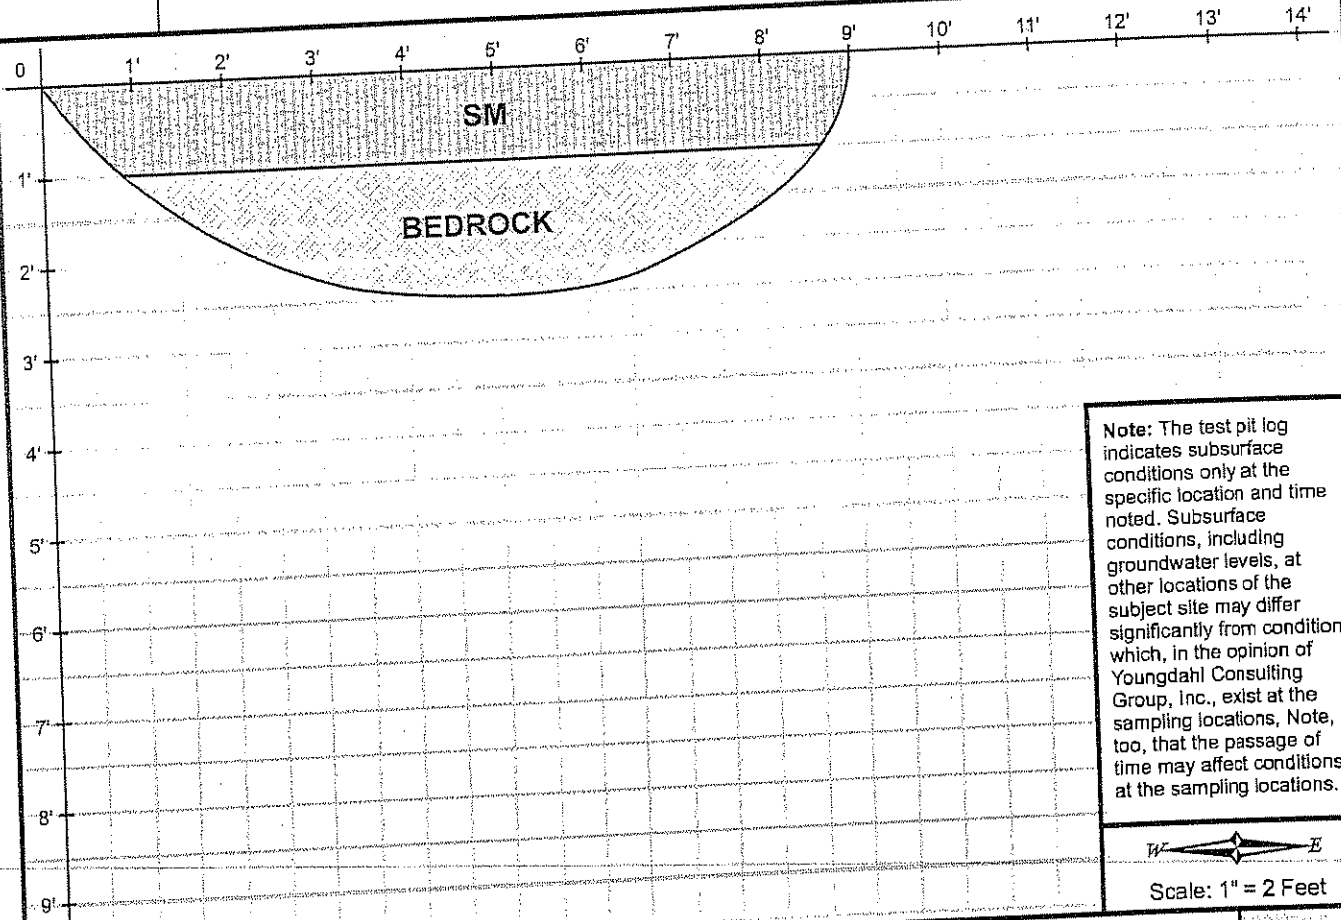 0 1' 2' 3' 4' 5' 6' 7' 8' 9' 10' 11' 12' 13' 14'
SM
1'
BEDROCK
2'
3'
4'
5'
6'
7'
8'
9'
Note: The test pit log
indicates subsurface
conditions only at the
specific location and time
noted. Subsurface
conditions, including
groundwater levels, at
other locations of the
subject site may differ
significantly from condition
which, in the opinion of
Youngdahl Consulting
Group, Inc., exist at the
sampling locations, Note,
too, that the passage of
time may affect conditions
at the sampling locations.
W E
Scale: 1" = 2 Feet